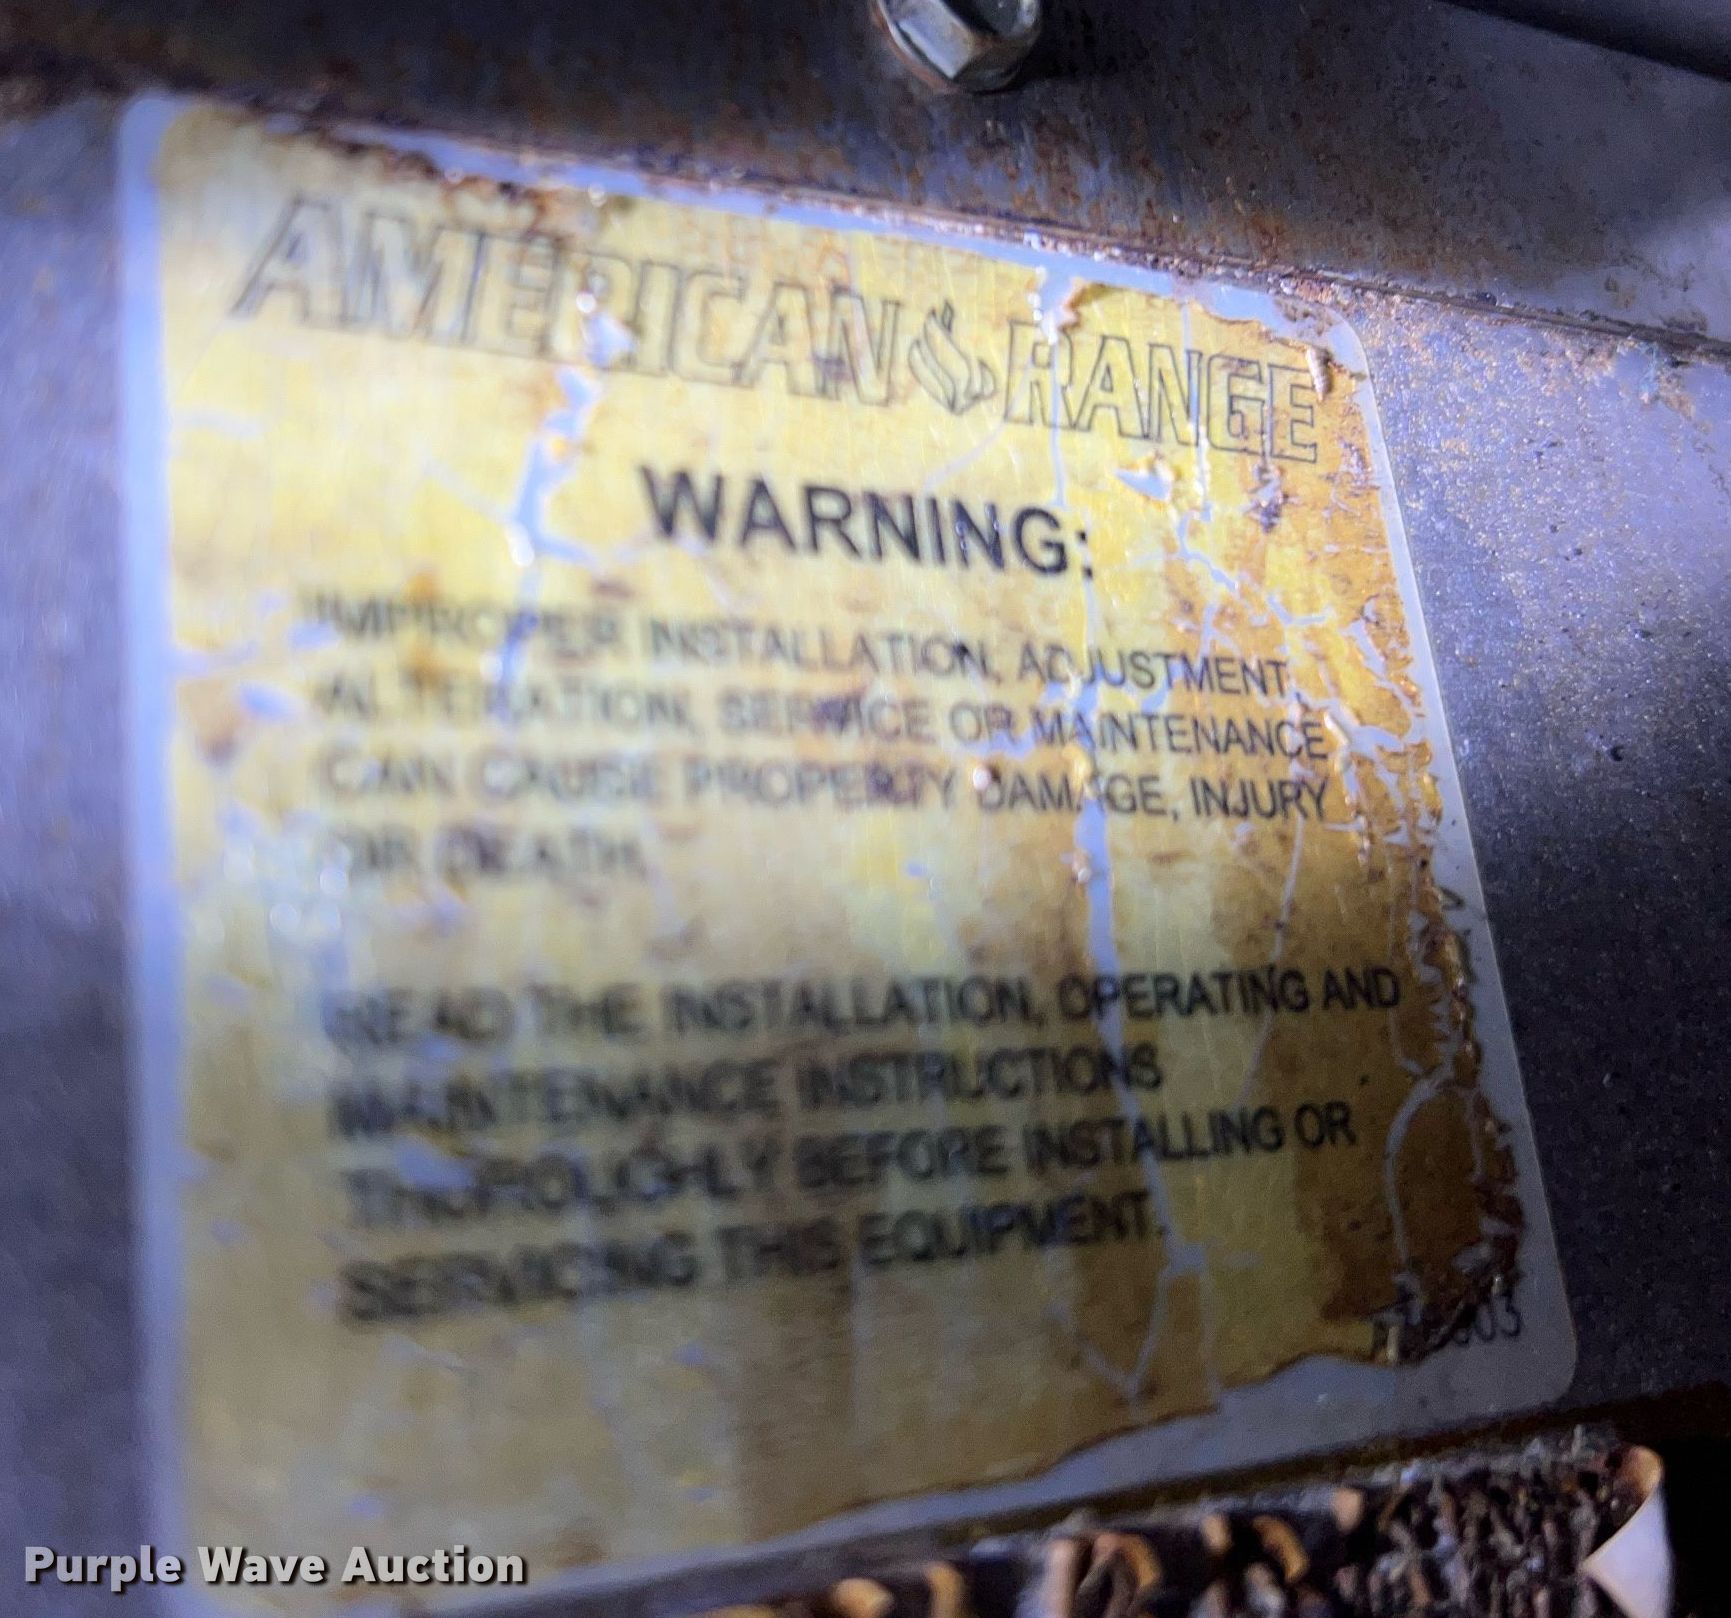 AMERICAN RANGE
WARNING:
IMPROPER INSTALLATION, ADJUSTMENT,
ALTERATION, SERVICE OR MAINTENANCE
CAN CAUSE PROPERTY DAMAGE, INJURY
OR DEATH
READ THE INSTALLATION, OPERATING AND
MAINTENANCE INSTRUCTIONS
THOROUGHLY BEFORE INSTALLING OR
SERVICING THIS EQUIPMENT.
Purple Wave Auction